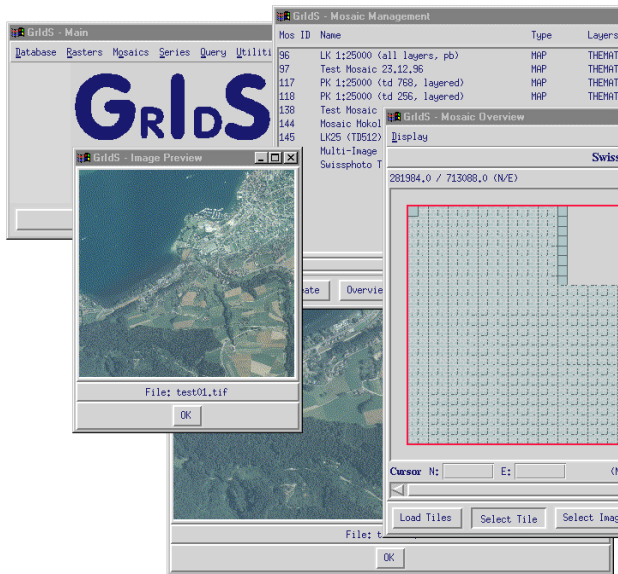 GrIdS - Main
Database Rasters Mosaics Series Query
GRIDS
GrIdS - Mosaic Management
Mos ID Name Type Layers
96 LK 1:25000 (all layers, pb) MAP THEMAT
97 Test Mosaic 23.12.96 MAP THEMAT
117 PK 1:25000 (td 768, layered) MAP THEMAT
118 PK 1:25000 (td 256, layered) MAP THEMAT
138 Test Mosaic
144 Mosaic Mokol
145 LK25 (TD512)
Multi-Image
Swissphoto T
GrIdS - Image Preview
File: test01.tif
OK
GrIdS - Mosaic Overview
Display
Swiss
281984.0 / 713088.0 (N/E)
Cursor N: E: (N
Load Tiles Select Tile Select Imag
File:
OK